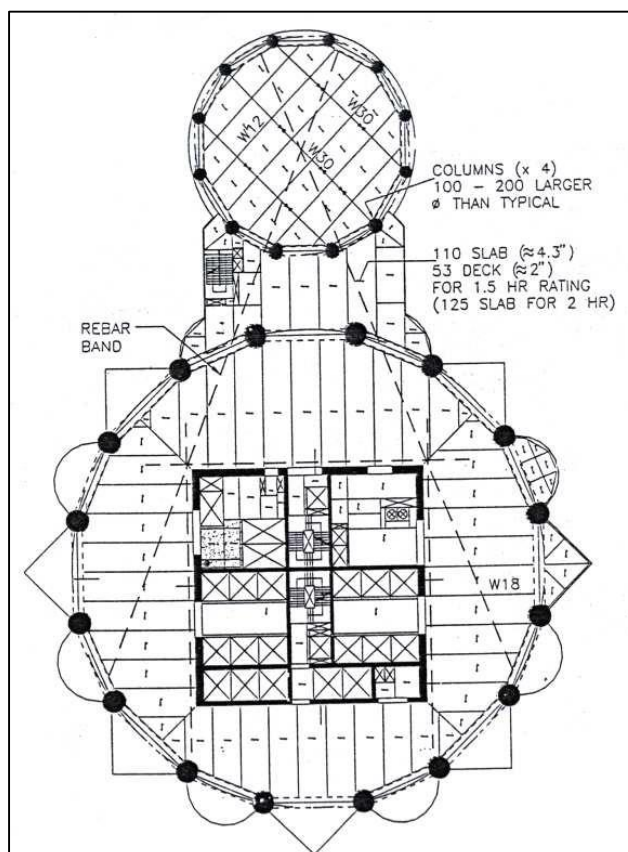 W12
W30
W30
COLUMNS (x 4)
100 - 200 LARGER
ø THAN TYPICAL
110 SLAB (≈4.3")
53 DECK (≈2")
FOR 1.5 HR RATING
(125 SLAB FOR 2 HR)
REBAR
BAND
W18